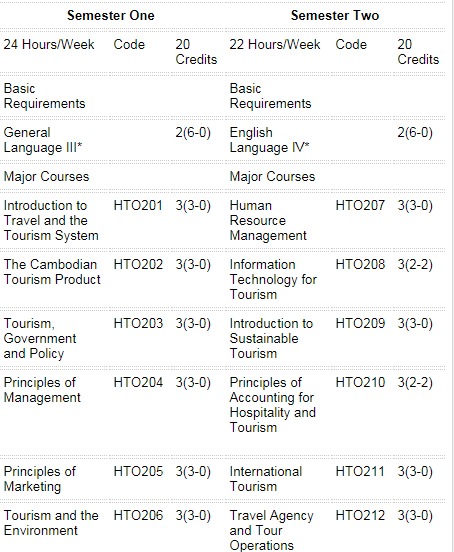 Semester One Semester Two
24 Hours/Week Code 20 22 Hours/Week Code 20
Credits Credits
Basic Basic
Requirements Requirements
General 2(6-0) English 2(6-0)
Language III* Language IV*
Major Courses Major Courses
Introduction to HTO201 3(3-0) Human HTO207 3(3-0)
Travel and the Resource
Tourism System Management
The Cambodian HTO202 3(3-0) Information HTO208 3(2-2)
Tourism Product Technology for
Tourism
Tourism, HTO203 3(3-0) Introduction to HTO209 3(3-0)
Government Sustainable
and Policy Tourism
Principles of HTO204 3(3-0) Principles of HTO210 3(2-2)
Management Accounting for
Hospitality and
Tourism
Principles of HTO205 3(3-0) International HTO211 3(3-0)
Marketing Tourism
Tourism and the HTO206 3(3-0) Travel Agency HTO212 3(3-0)
Environment and Tour
Operations